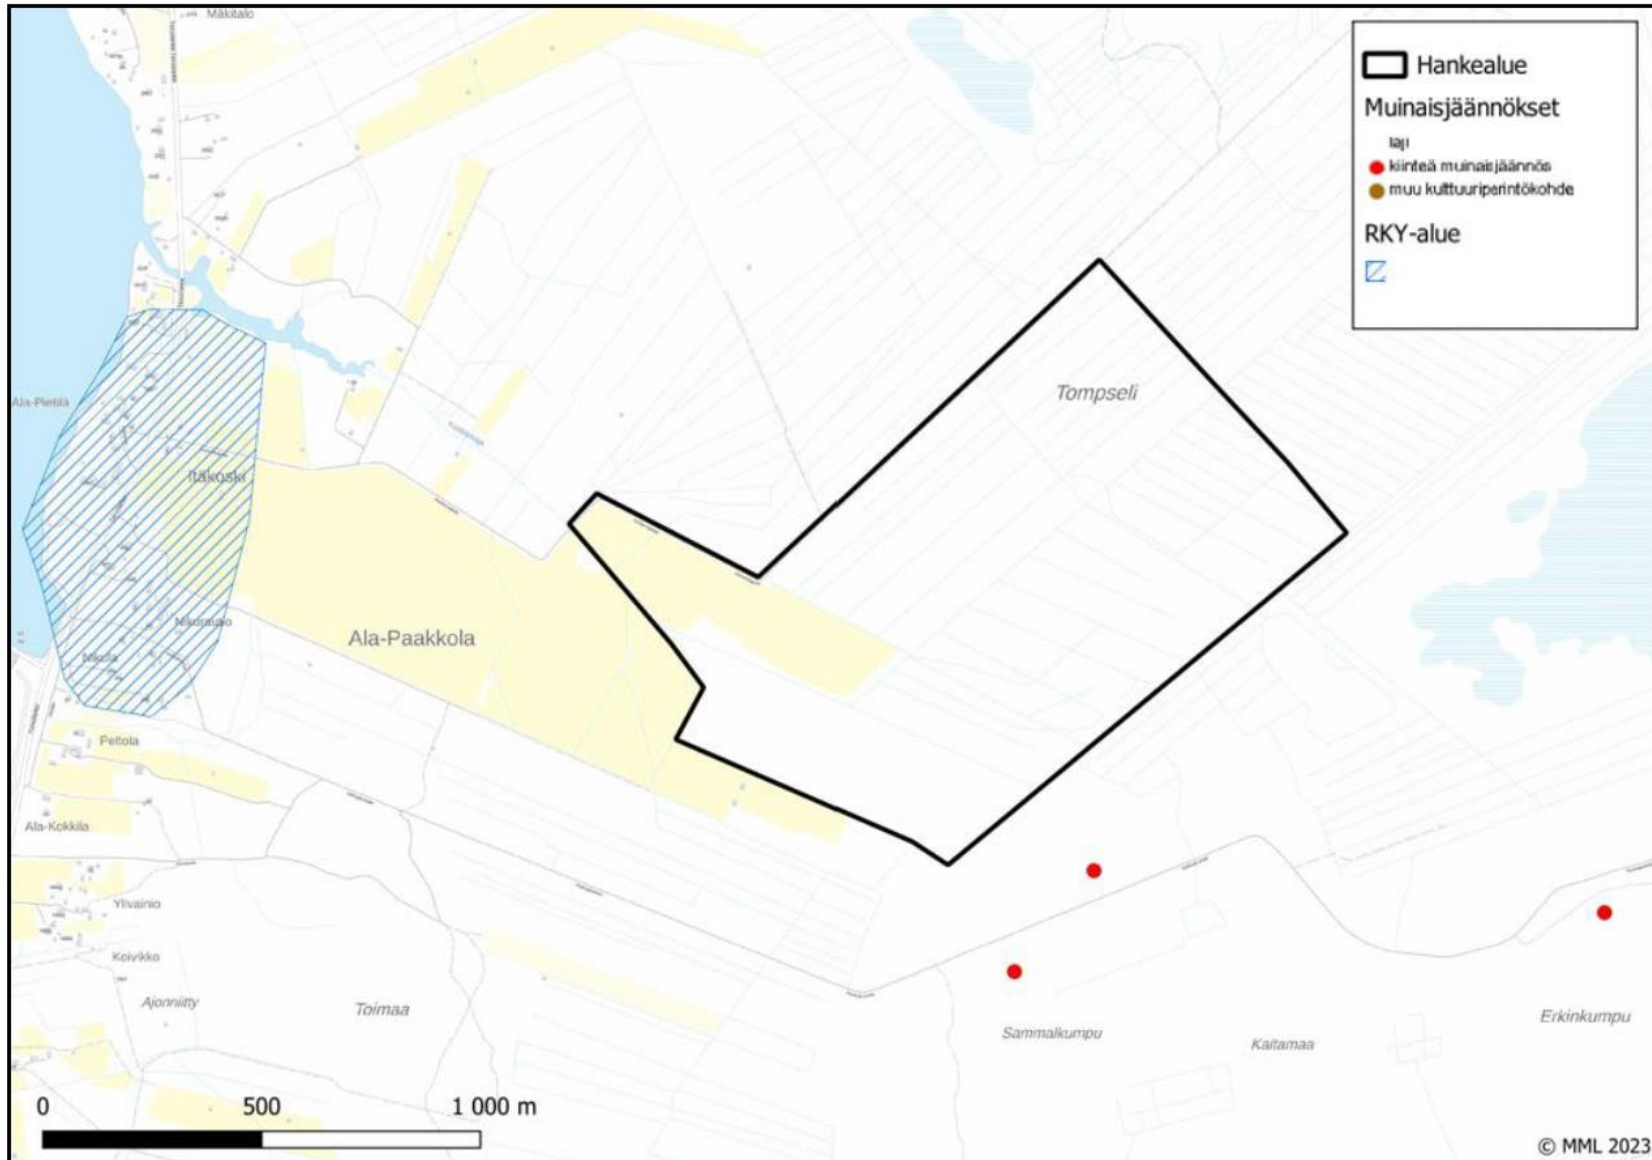 Mäkitalo
Hankealue
Muinaisjäännökset
laji
kiinteä muinaisjäännös
muu kulttuuriperintökohde
RKY-alue
Tompseli
Ala-Pietilä
Itäkoski
Nikurausio
Ala-Paakkola
Nikula
Peltola
Ala-Kokkila
Ylivainio
Koivikko
Ajonniitty
Toimaa
Sammalkumpu
Kaitamaa
Erkinkumpu
0 500 1 000 m
© MML 2023